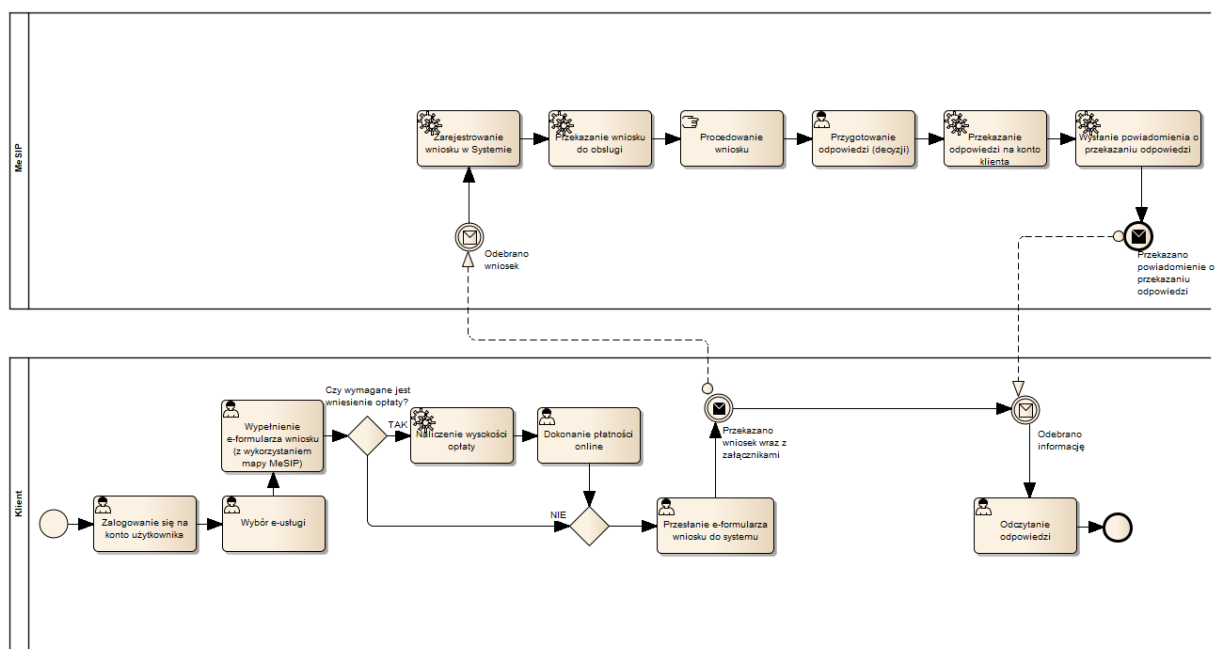 MeSIP
Zarejestrowanie
wniosku w Systemie
Przekazanie wniosku
do obsługi
Procedowanie
wniosku
Przygotowanie
odpowiedzi (decyzji)
Przekazanie
odpowiedzi na konto
klienta
Wysłanie powiadomienia o
przekazaniu odpowiedzi
Odebrano
wniosek
Przekazano
powiadomienie o
przekazaniu
odpowiedzi
Klient
Zalogowanie się na
konto użytkownika
Wybór e-usługi
Wypełnienie
e-formularza wniosku
(z wykorzystaniem
mapy MeSIP)
Czy wymagane jest
wniesienie opłaty?
TAK
Naliczenie wysokości
opłaty
Dokonanie płatności
online
NIE
Przesłanie e-formularza
wniosku do systemu
Przekazano
wniosek wraz z
załącznikami
Odebrano
informację
Odczytanie
odpowiedzi